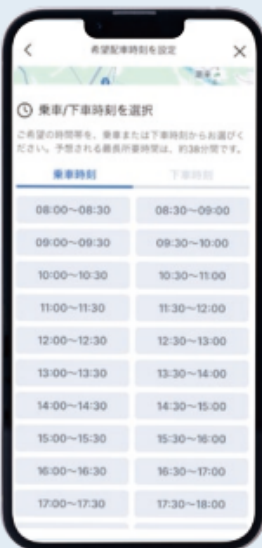 希望配車時刻を設定
乗車/下車時刻を選択
ご希望の時間帯を、乗車または下車時刻からお選びく
ださい。予想される最長所要時間は、約38分間です。
乗車時刻 下車時刻
08:00〜08:30 08:30〜09:00
09:00〜09:30 09:30〜10:00
10:00〜10:30 10:30〜11:00
11:00〜11:30 11:30〜12:00
12:00〜12:30 12:30〜13:00
13:00〜13:30 13:30〜14:00
14:00〜14:30 14:30〜15:00
15:00〜15:30 15:30〜16:00
16:00〜16:30 16:30〜17:00
17:00〜17:30 17:30〜18:00